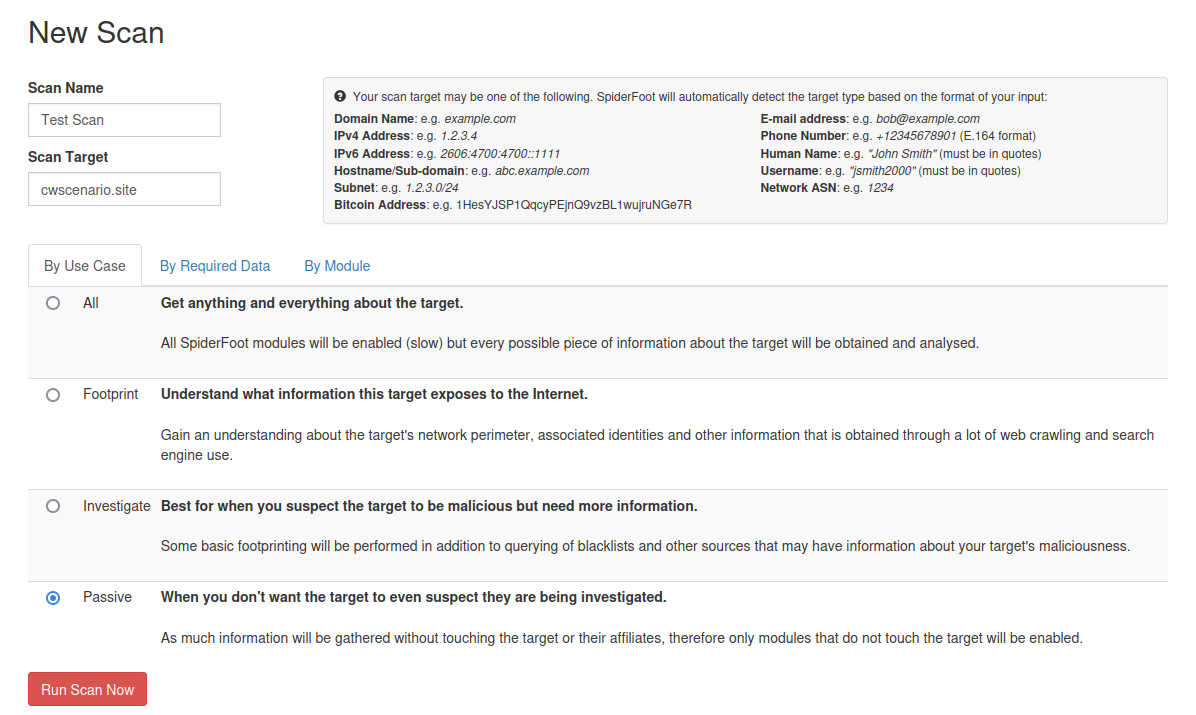 New Scan
Scan Name
Test Scan
Scan Target
cwscenario.site
Your scan target may be one of the following. SpiderFoot will automatically detect the target type based on the format of your input:
Domain Name: e.g. example.com
IPv4 Address: e.g. 1.2.3.4
IPv6 Address: e.g. 2606:4700:4700::1111
Hostname/Sub-domain: e.g. abc.example.com
Subnet: e.g. 1.2.3.0/24
Bitcoin Address: e.g. 1HesYJSP1QqcyPEjnQ9vzBL1wujruNGe7R
E-mail address: e.g. bob@example.com
Phone Number: e.g. +12345678901 (E.164 format)
Human Name: e.g. "John Smith" (must be in quotes)
Username: e.g. "jsmith2000" (must be in quotes)
Network ASN: e.g. 1234
By Use Case
By Required Data
By Module
All
Get anything and everything about the target.
All SpiderFoot modules will be enabled (slow) but every possible piece of information about the target will be obtained and analysed.
Footprint
Understand what information this target exposes to the Internet.
Gain an understanding about the target's network perimeter, associated identities and other information that is obtained through a lot of web crawling and search
engine use.
Investigate
Best for when you suspect the target to be malicious but need more information.
Some basic footprinting will be performed in addition to querying of blacklists and other sources that may have information about your target's maliciousness.
Passive
When you don't want the target to even suspect they are being investigated.
As much information will be gathered without touching the target or their affiliates, therefore only modules that do not touch the target will be enabled.
Run Scan Now